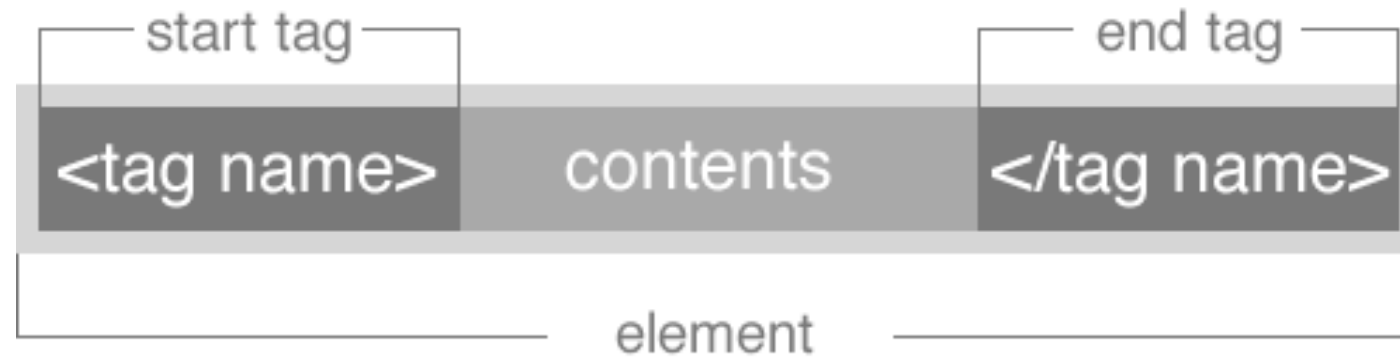 start tag end tag
<tag name> contents </tag name>
element